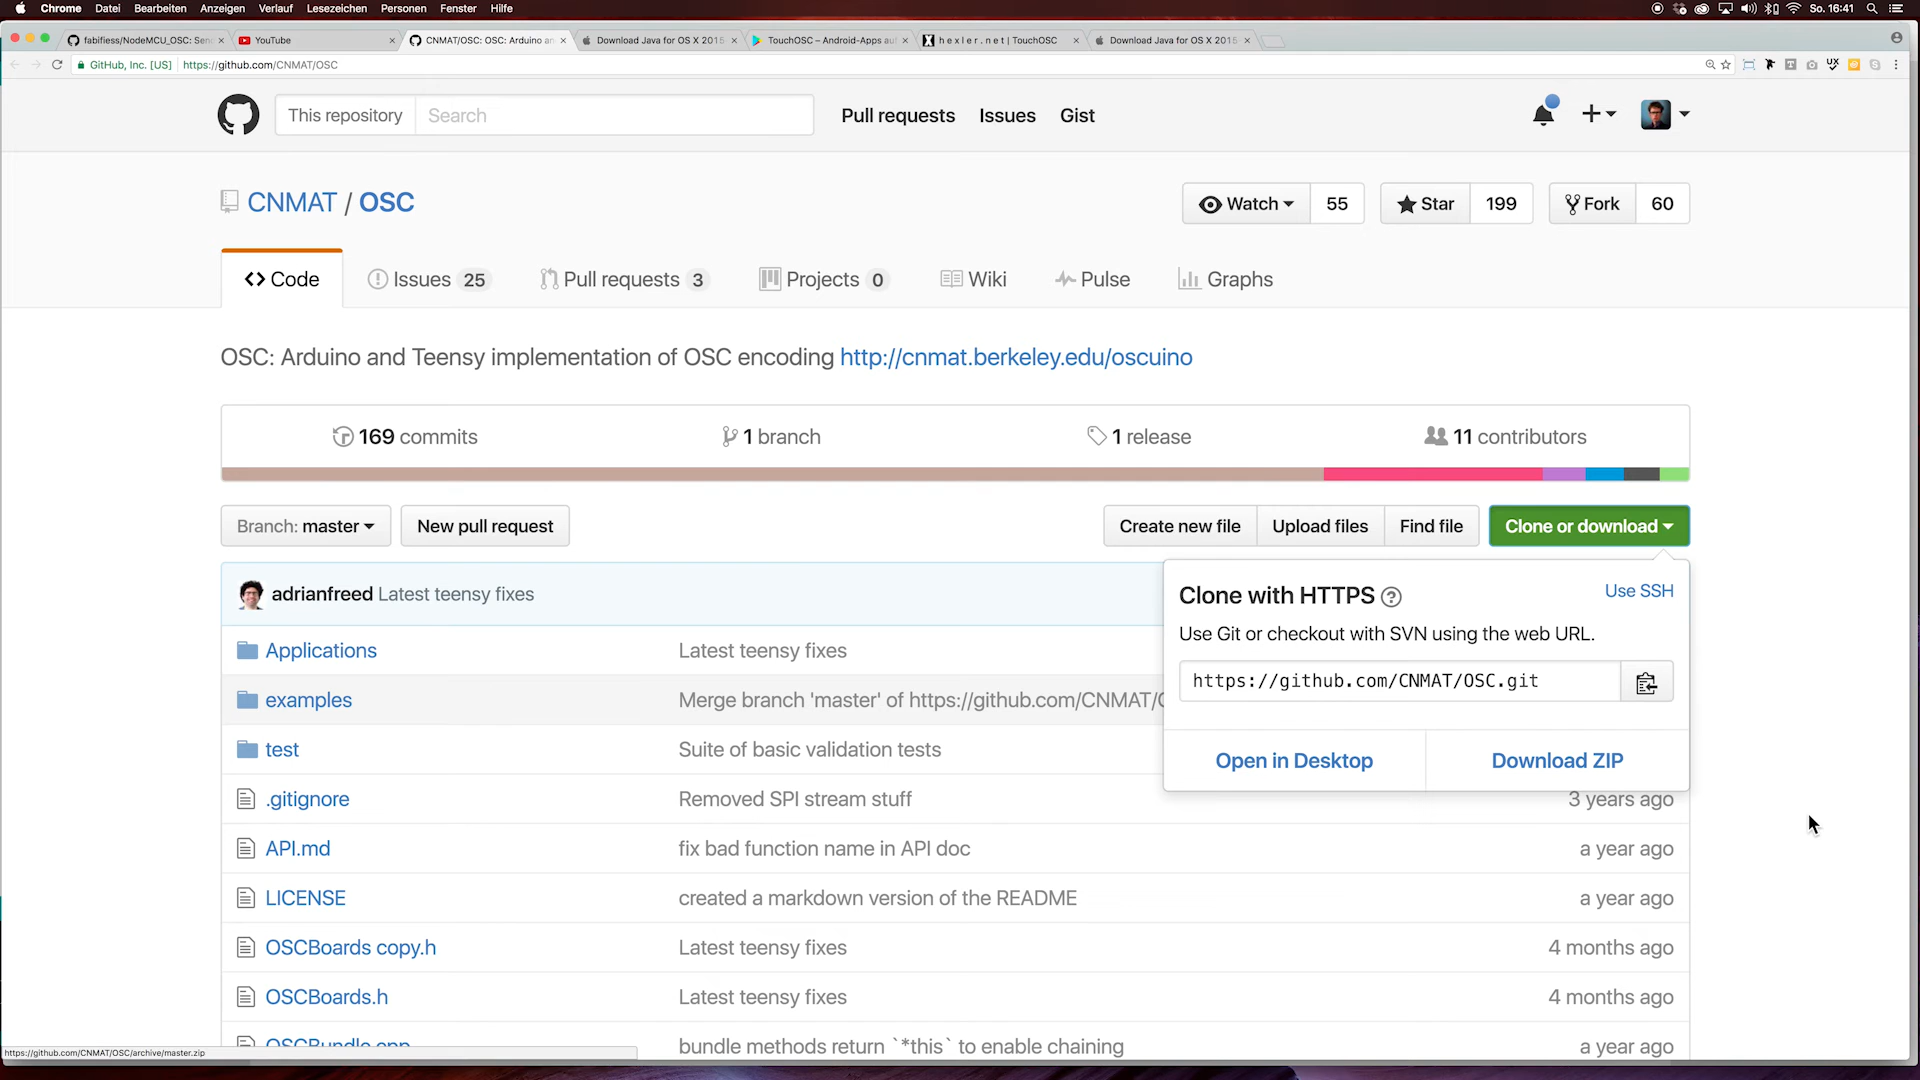 Chrome Datei Bearbeiten Anzeigen Verlauf Lesezeichen Personen Fenster Hilfe So. 16:41
fabifiess/NodeMCU_OSC: Sen YouTube CNMAT/OSC: OSC: Arduino an Download Java for OS X 2015 TouchOSC – Android-Apps au h e x l e r . n e t | TouchOSC Download Java for OS X 2015
GitHub, Inc. [US] https://github.com/CNMAT/OSC
This repository Search Pull requests Issues Gist
CNMAT / OSC Watch 55 Star 199 Fork 60
Code Issues 25 Pull requests 3 Projects 0 Wiki Pulse Graphs
OSC: Arduino and Teensy implementation of OSC encoding http://cnmat.berkeley.edu/oscuino
169 commits 1 branch 1 release 11 contributors
Branch: master New pull request Create new file Upload files Find file Clone or download
adrianfreed Latest teensy fixes
Clone with HTTPS ? Use SSH
Use Git or checkout with SVN using the web URL.
https://github.com/CNMAT/OSC.git
Open in Desktop Download ZIP
Applications Latest teensy fixes
examples Merge branch 'master' of https://github.com/CNMAT/
test Suite of basic validation tests
.gitignore Removed SPI stream stuff 3 years ago
API.md fix bad function name in API doc a year ago
LICENSE created a markdown version of the README a year ago
OSCBoards copy.h Latest teensy fixes 4 months ago
OSCBoards.h Latest teensy fixes 4 months ago
OSCBundle.cpp bundle methods return `*this` to enable chaining a year ago
https://github.com/CNMAT/OSC/archive/master.zip